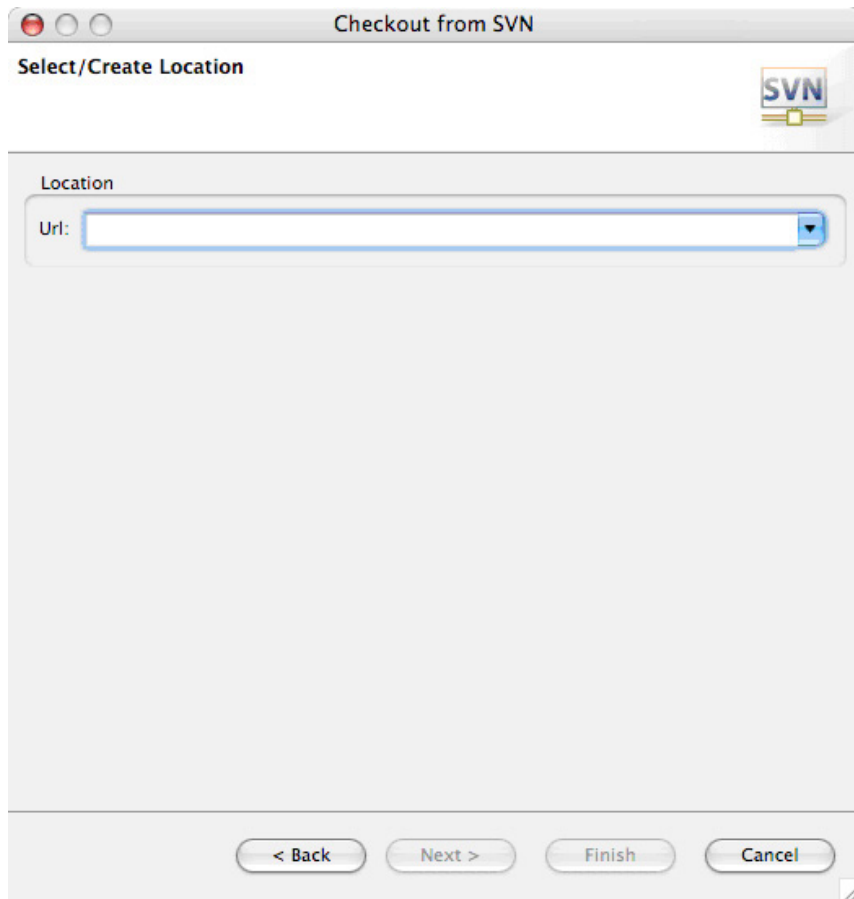 Checkout from SVN
Select/Create Location
SVN
Location
Url:
< Back Next > Finish Cancel